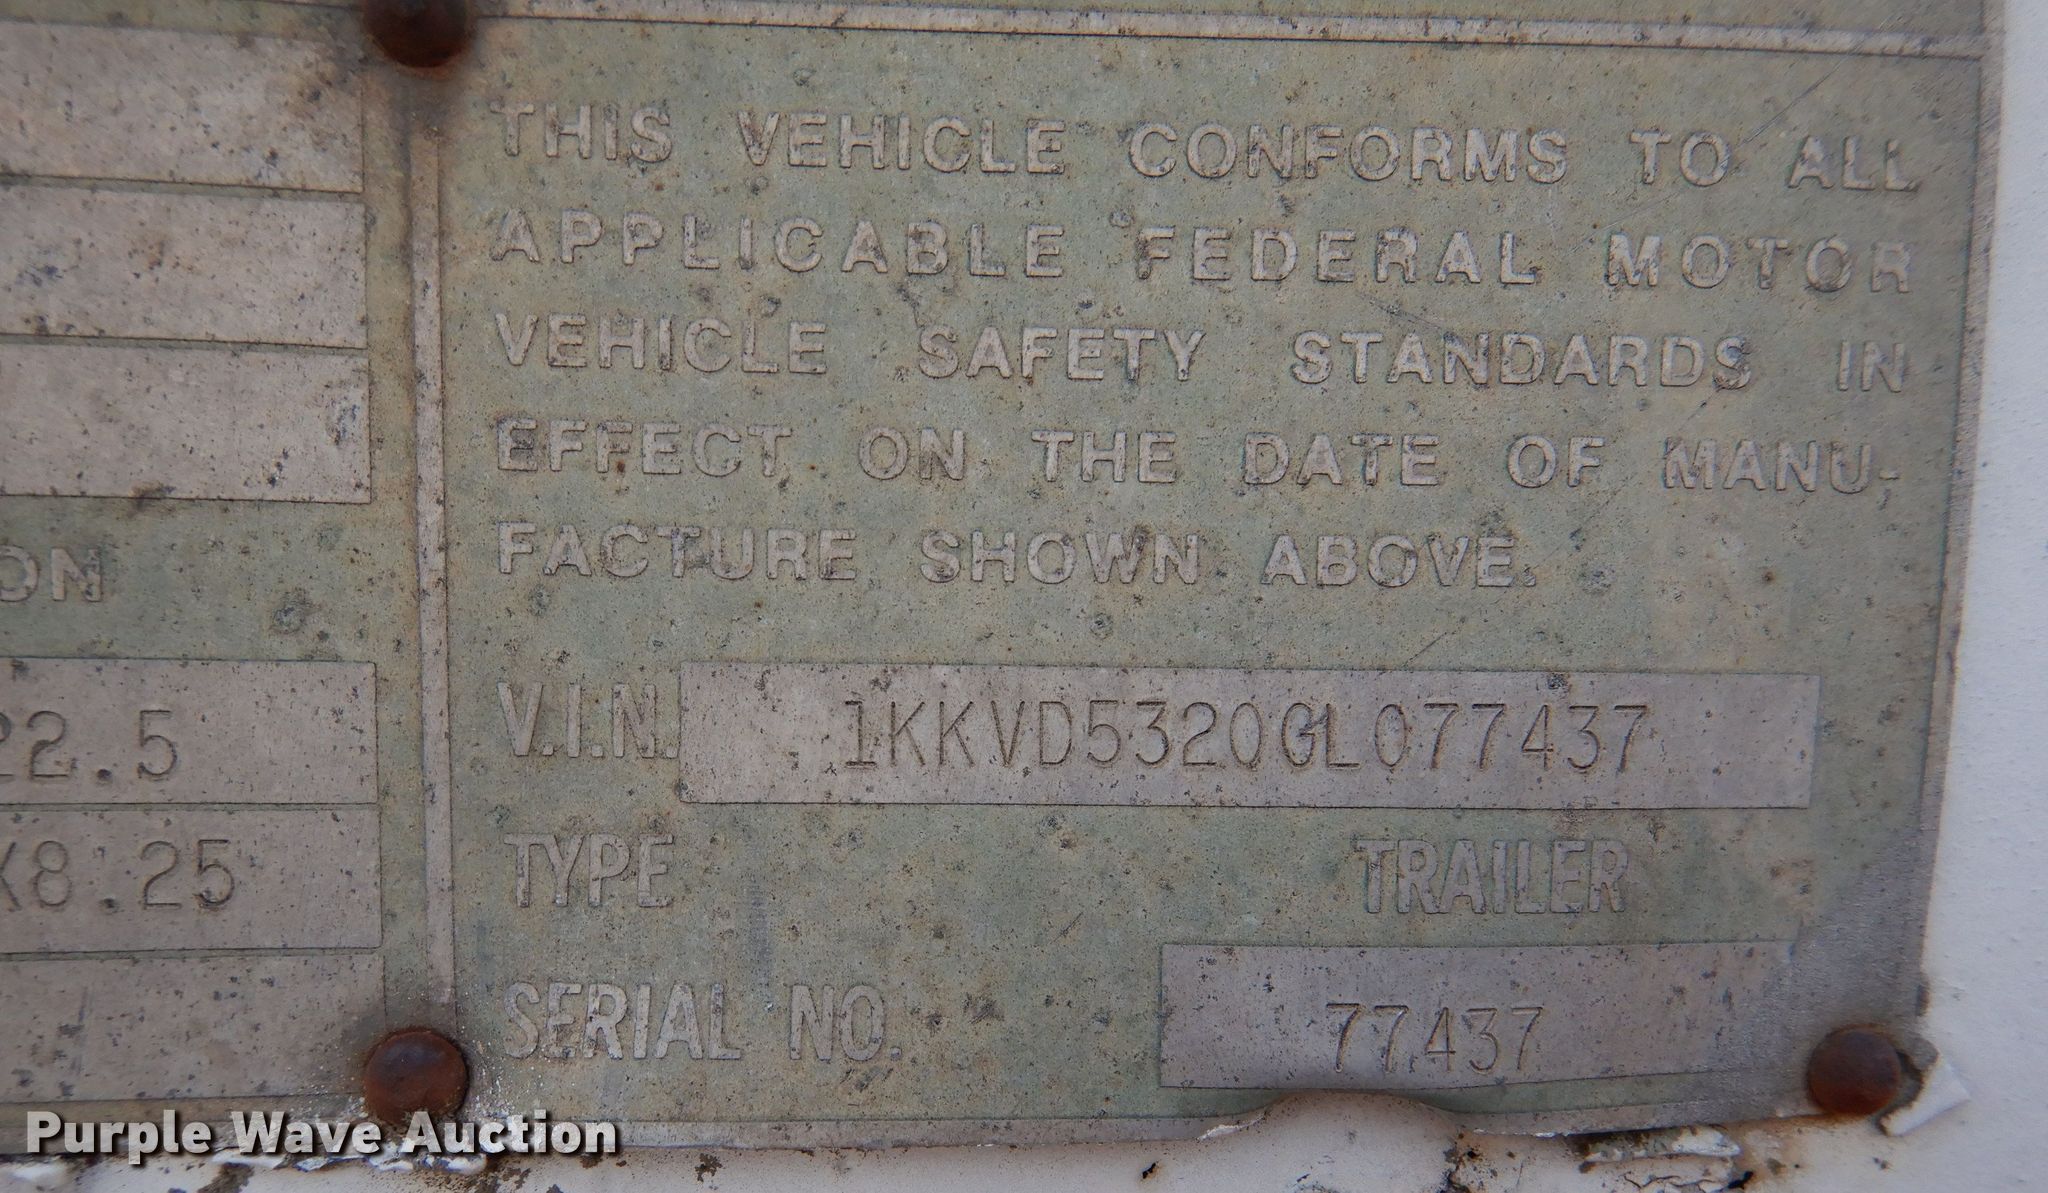 THIS VEHICLE CONFORMS TO ALL
APPLICABLE FEDERAL MOTOR
VEHICLE SAFETY STANDARDS IN
EFFECT ON THE DATE OF MANU-
FACTURE SHOWN ABOVE.
ON
22.5
X8.25
V.I.N. 1KKVD5320GL077437
TYPE TRAILER
SERIAL NO. 77437
Purple Wave Auction